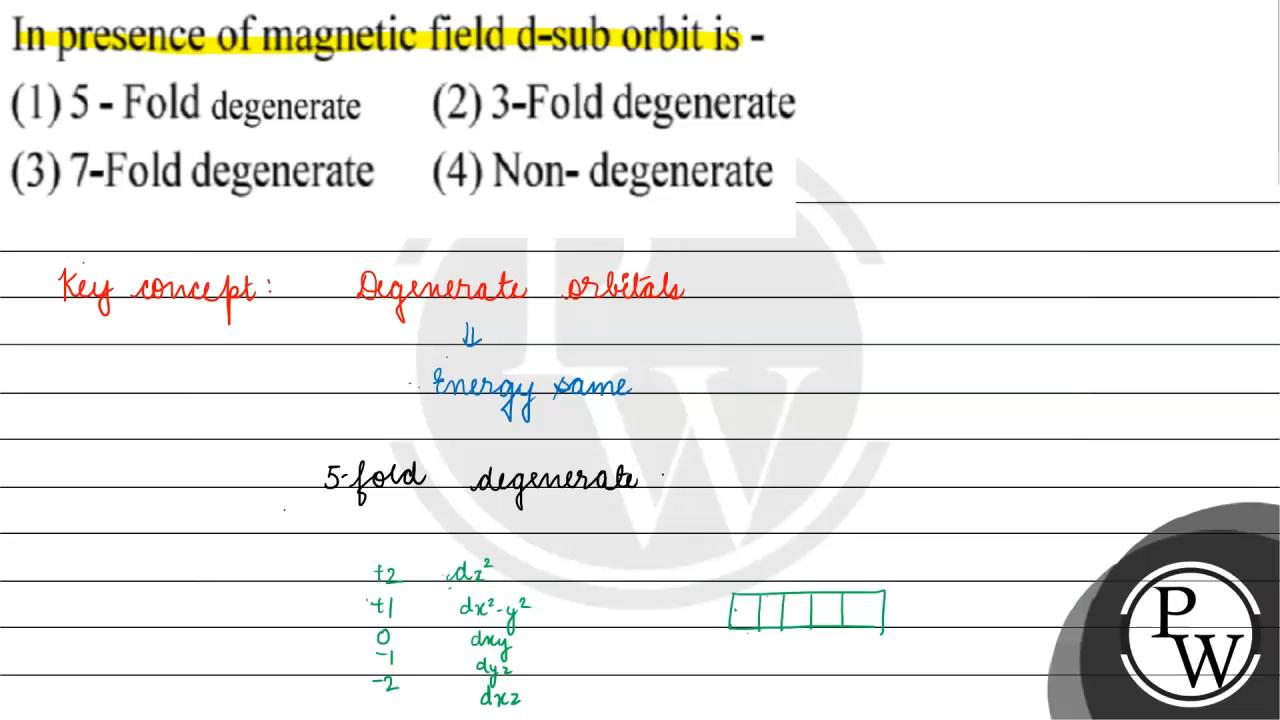 In presence of magnetic field d-sub orbit is -
(1) 5 - Fold degenerate (2) 3-Fold degenerate
(3) 7-Fold degenerate (4) Non- degenerate
Key concept: Degenerate orbitals
⇓
Energy same
5-fold degenerate.
+2 dz²
+1 dx²-y²
0 dxy
-1 dyz
-2 dxz
P
W
PW